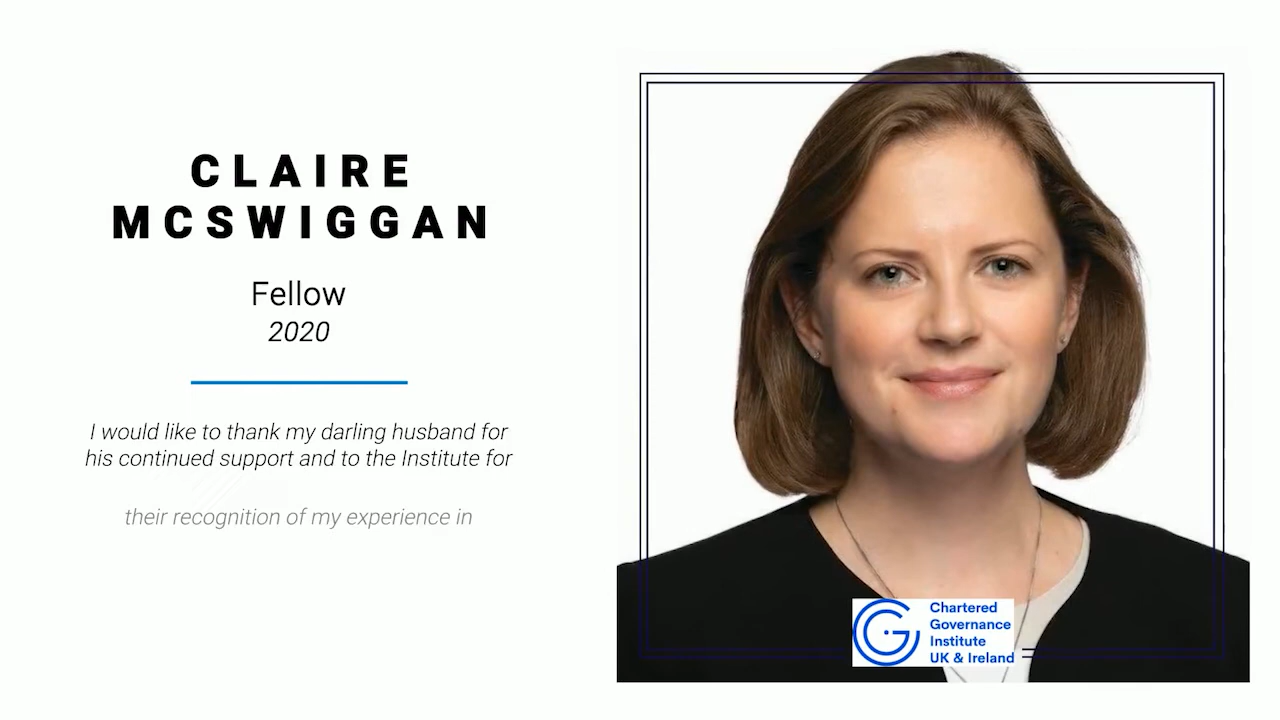 CLAIRE
MCSWIGGAN
Fellow
2020
I would like to thank my darling husband for
his continued support and to the Institute for
their recognition of my experience in
Chartered
Governance
Institute
UK & Ireland